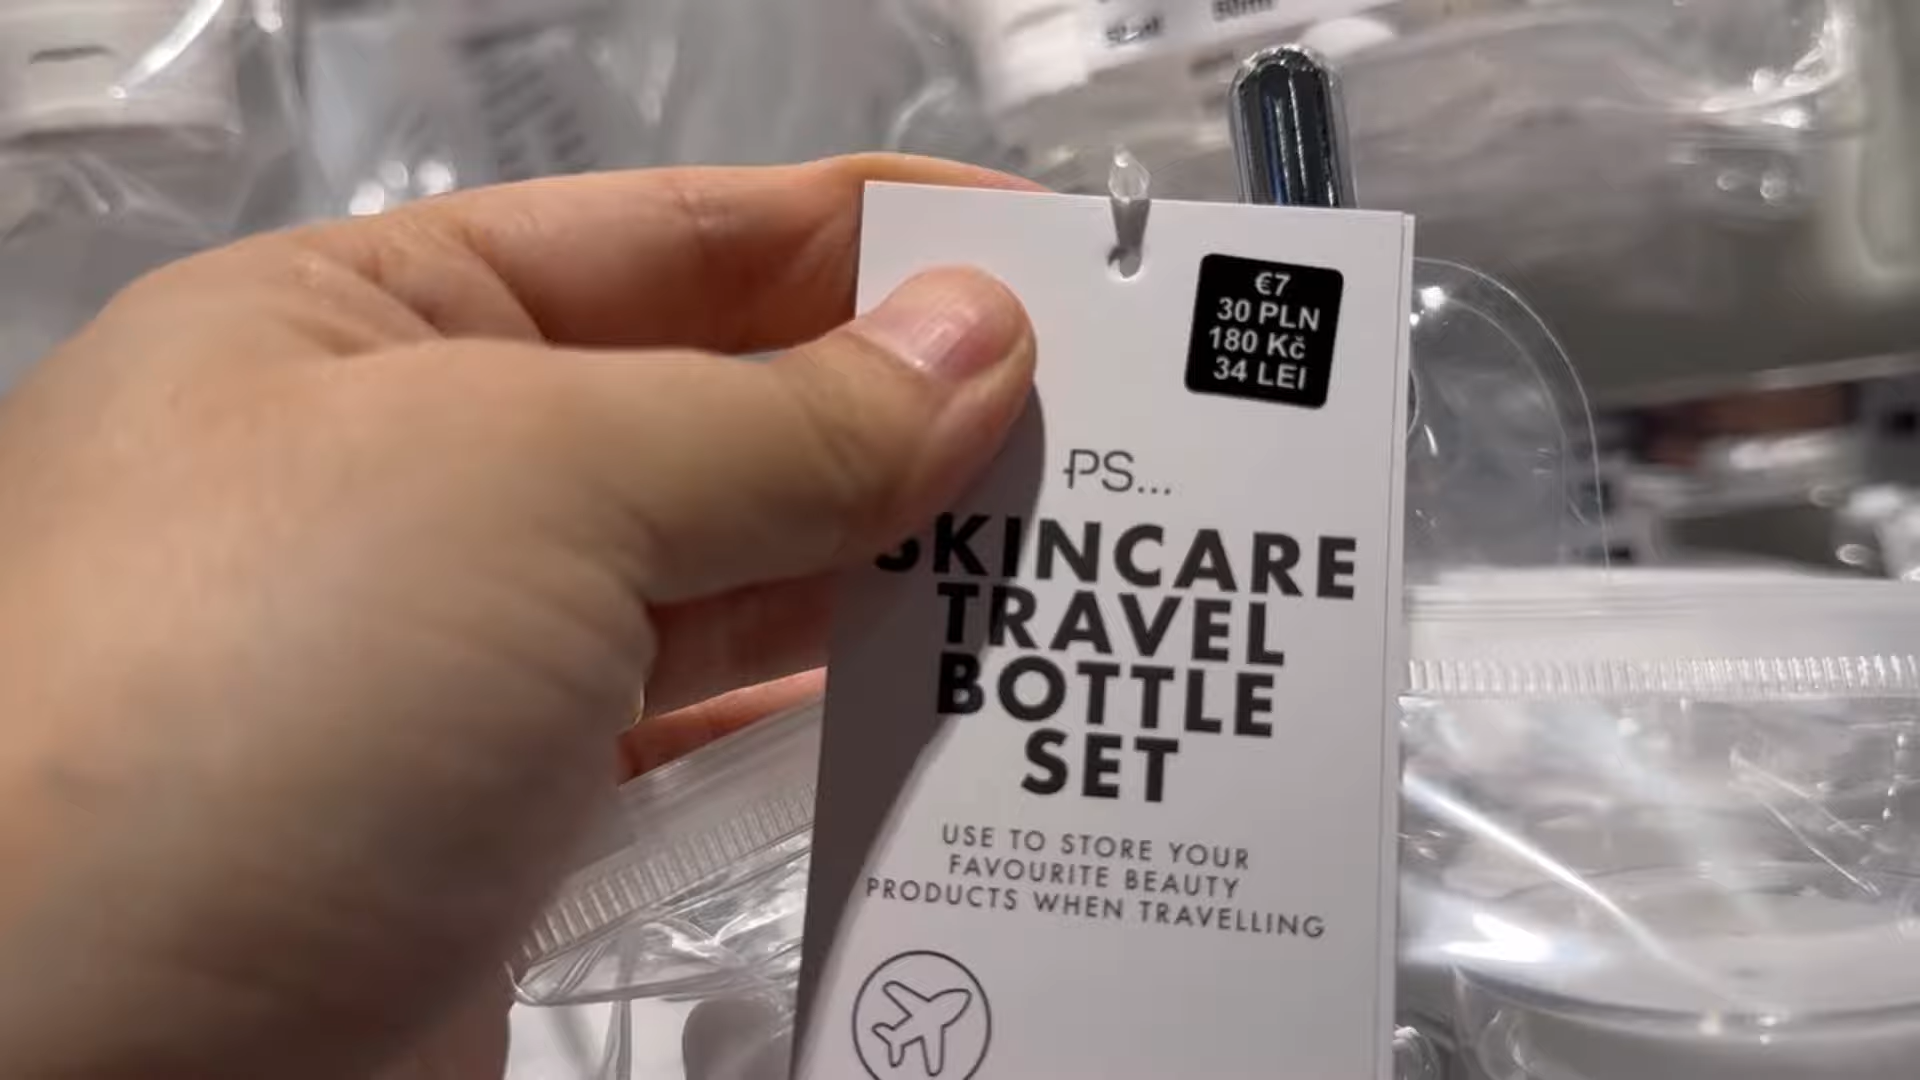 €7
30 PLN
180 Kč
34 LEI
PS...
SKINCARE
TRAVEL
BOTTLE
SET
USE TO STORE YOUR
FAVOURITE BEAUTY
PRODUCTS WHEN TRAVELLING